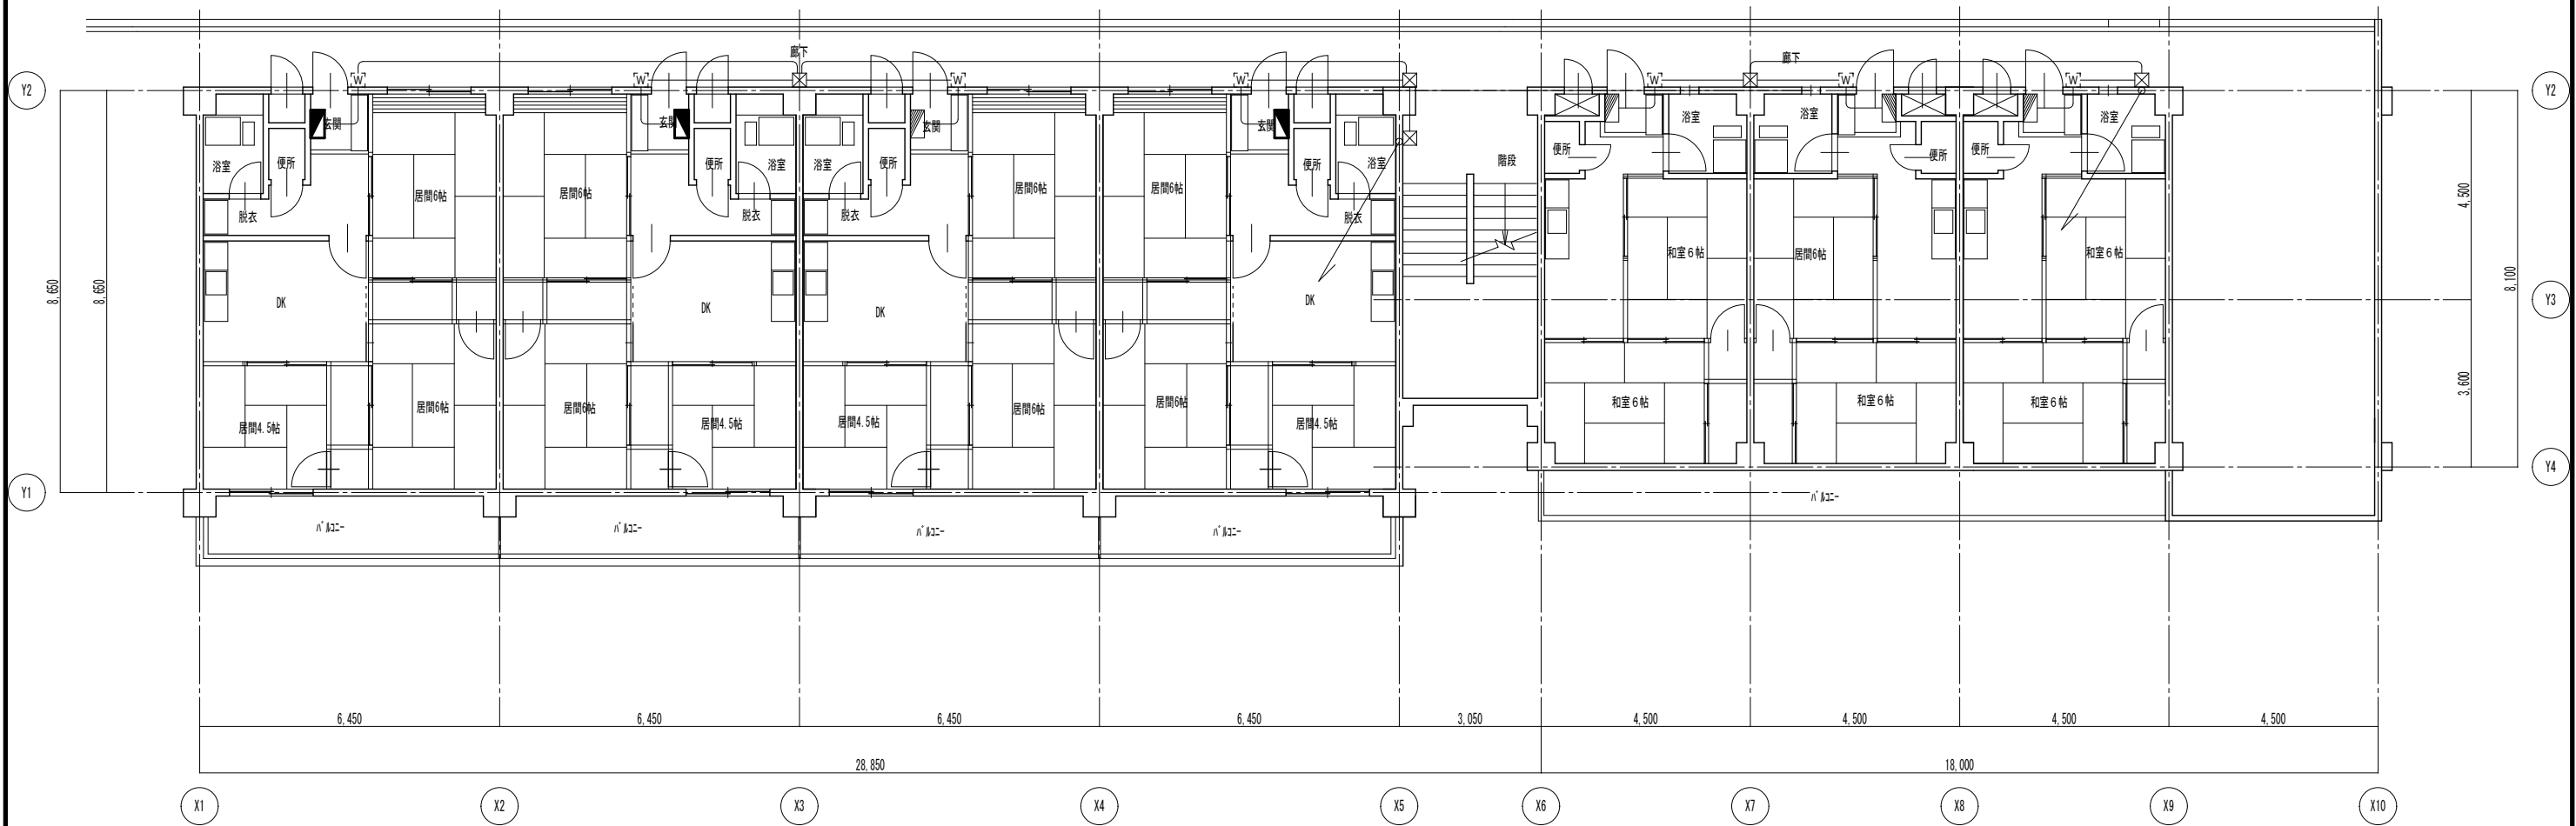 廊下
廊下
Y2
W
W
W
W
W
W
W
Y2
玄関
玄関
玄関
玄関
浴室
浴室
浴室
便所
便所
便所
便所
便所
便所
便所
浴室
浴室
浴室
浴室
階段
居間6帖
居間6帖
居間6帖
居間6帖
4,500
脱衣
脱衣
脱衣
脱衣
和室6帖
居間6帖
和室6帖
8,650
8,650
DK
DK
DK
DK
8,100
Y3
居間4.5帖
居間6帖
居間6帖
居間4.5帖
居間4.5帖
居間6帖
居間6帖
居間4.5帖
和室6帖
和室6帖
和室6帖
3,600
Y1
Y4
バルコニー
バルコニー
バルコニー
バルコニー
バルコニー
6,450
6,450
6,450
6,450
3,050
4,500
4,500
4,500
4,500
28,850
18,000
X1
X2
X3
X4
X5
X6
X7
X8
X9
X10